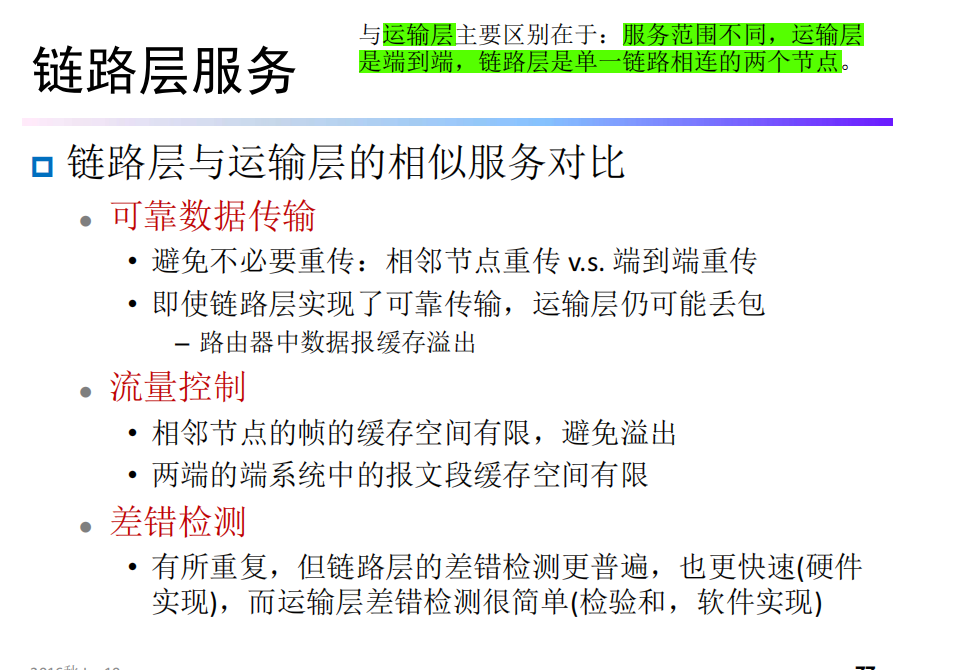 与运输层主要区别在于：服务范围不同，运输层
是端到端，链路层是单一链路相连的两个节点。
链路层服务
链路层与运输层的相似服务对比
可靠数据传输
避免不必要重传：相邻节点重传 v.s. 端到端重传
即使链路层实现了可靠传输，运输层仍可能丢包
– 路由器中数据报缓存溢出
流量控制
相邻节点的帧的缓存空间有限，避免溢出
两端的端系统中的报文段缓存空间有限
差错检测
有所重复，但链路层的差错检测更普遍，也更快速(硬件
实现)，而运输层差错检测很简单(检验和，软件实现)